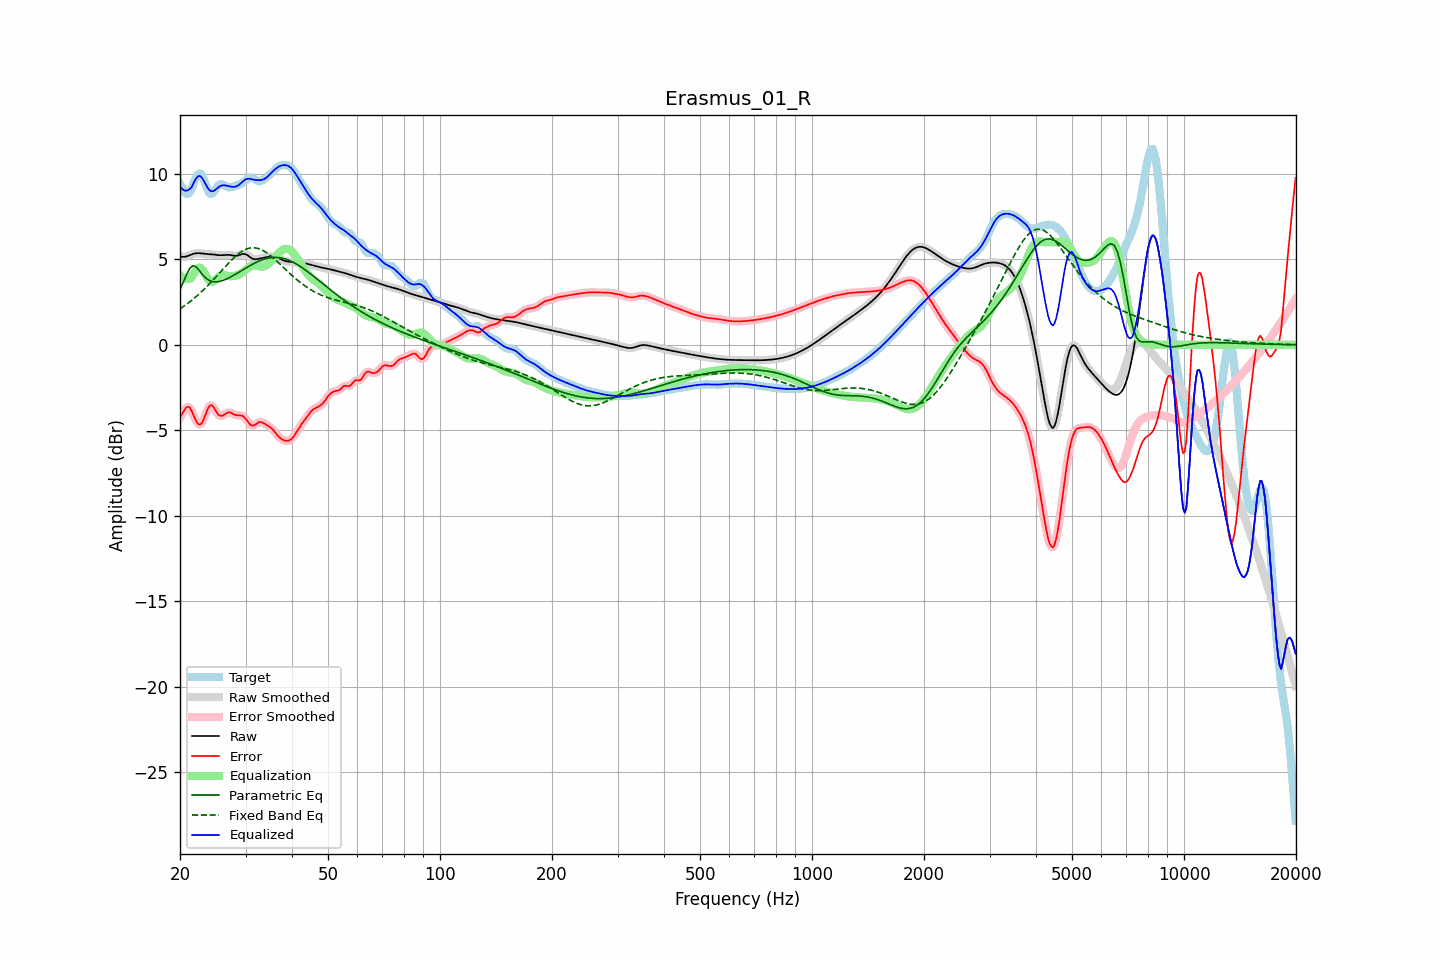 Erasmus_01_R
Amplitude (dBr)
10
5
0
−5
−10
−15
−20
−25
Target
Raw Smoothed
Error Smoothed
Raw
Error
Equalization
Parametric Eq
Fixed Band Eq
Equalized
20 50 100 200 500 1000 2000 5000 10000 20000
Frequency (Hz)